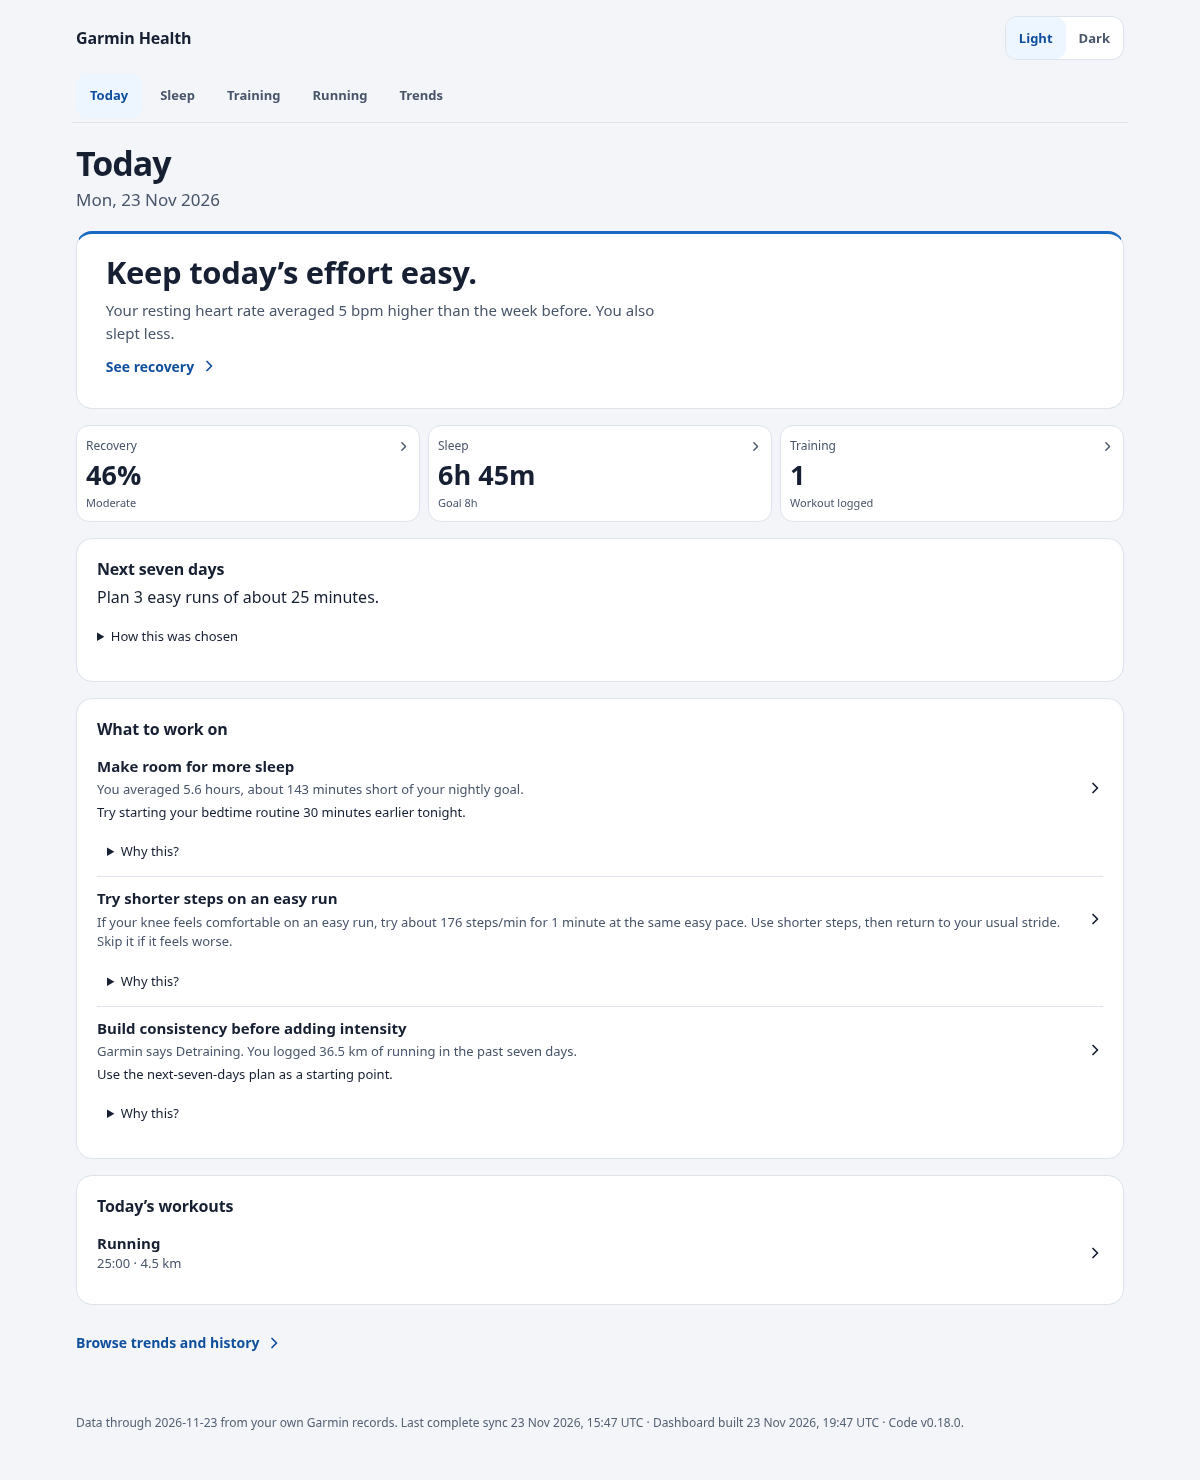 Garmin Health
Light
Dark
Today
Sleep
Training
Running
Trends
Today
Mon, 23 Nov 2026
Keep today’s effort easy.
Your resting heart rate averaged 5 bpm higher than the week before. You also
slept less.
See recovery
Recovery
46%
Moderate
Sleep
6h 45m
Goal 8h
Training
1
Workout logged
Next seven days
Plan 3 easy runs of about 25 minutes.
How this was chosen
What to work on
Make room for more sleep
You averaged 5.6 hours, about 143 minutes short of your nightly goal.
Try starting your bedtime routine 30 minutes earlier tonight.
Why this?
Try shorter steps on an easy run
If your knee feels comfortable on an easy run, try about 176 steps/min for 1 minute at the same easy pace. Use shorter steps, then return to your usual stride.
Skip it if it feels worse.
Why this?
Build consistency before adding intensity
Garmin says Detraining. You logged 36.5 km of running in the past seven days.
Use the next-seven-days plan as a starting point.
Why this?
Today’s workouts
Running
25:00 · 4.5 km
Browse trends and history
Data through 2026-11-23 from your own Garmin records. Last complete sync 23 Nov 2026, 15:47 UTC · Dashboard built 23 Nov 2026, 19:47 UTC · Code v0.18.0.